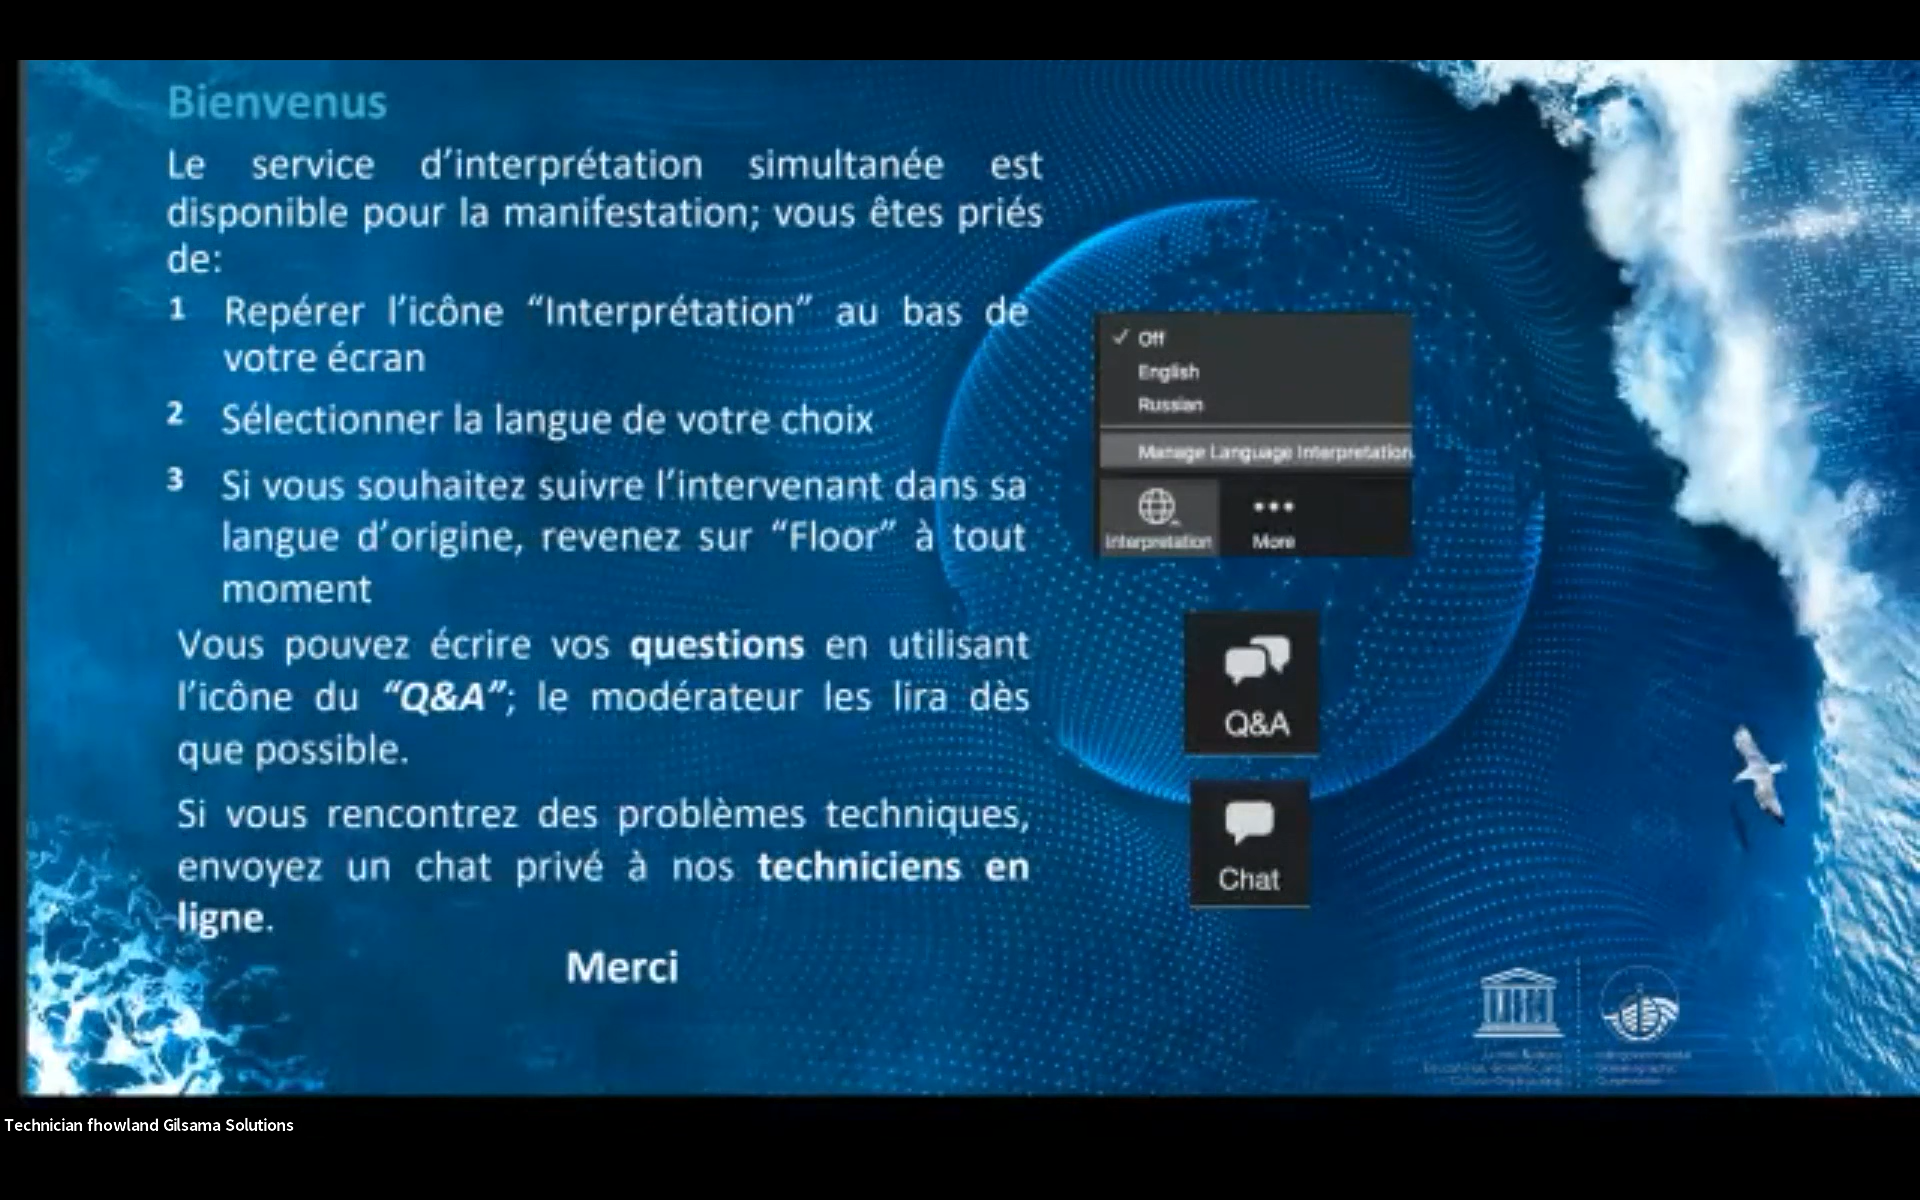 Bienvenus
Le service d’interprétation simultanée est
disponible pour la manifestation; vous êtes priés
de:
1 Repérer l’icône “Interprétation” au bas de
votre écran
2 Sélectionner la langue de votre choix
3 Si vous souhaitez suivre l’intervenant dans sa
langue d’origine, revenez sur “Floor” à tout
moment
Vous pouvez écrire vos questions en utilisant
l’icône du “Q&A”; le modérateur les lira dès
que possible.
Si vous rencontrez des problèmes techniques,
envoyez un chat privé à nos techniciens en
ligne.
Merci
✓ Off
English
Russian
Manage Language Interpretation
Interpretation
More
Q&A
Chat
Technician fhowland Gilsama Solutions